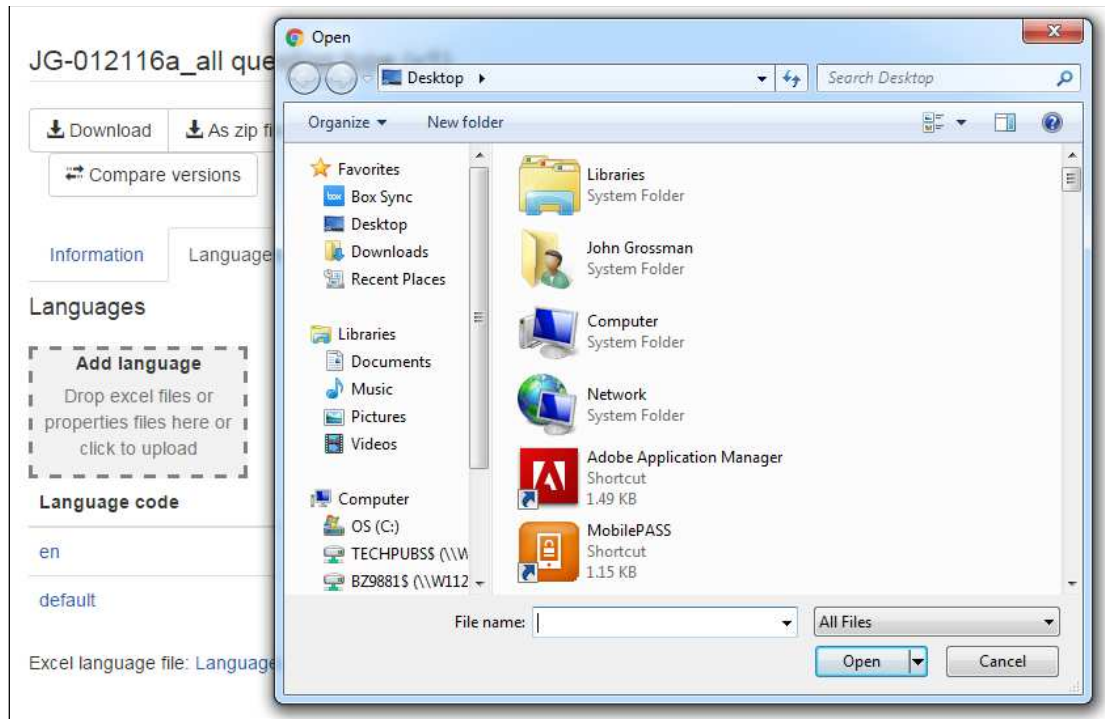 JG-012116a_all que
Download
As zip fi
Compare versions
Information
Language
Languages
Add language
Drop excel files or
properties files here or
click to upload
Language code
en
default
Excel language file: Language
Open
Desktop
Search Desktop
Organize
New folder
Favorites
box
Box Sync
Desktop
Downloads
Recent Places
Libraries
Documents
Music
Pictures
Videos
Computer
OS (C:)
TECHPUBS$ (\\W
BZ9881$ (\\W112
Libraries
System Folder
John Grossman
System Folder
Computer
System Folder
Network
System Folder
Adobe Application Manager
Shortcut
1.49 KB
MobilePASS
Shortcut
1.15 KB
File name:
All Files
Open
Cancel